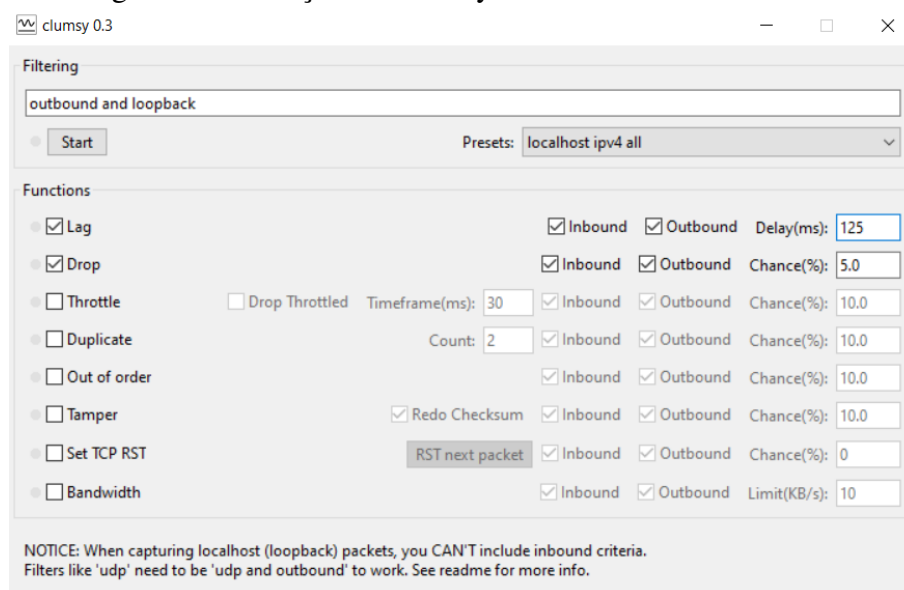 clumsy 0.3
Filtering
outbound and loopback
Start Presets: localhost ipv4 all
Functions
Lag Inbound Outbound Delay(ms): 125
Drop Inbound Outbound Chance(%): 5.0
Throttle Drop Throttled Timeframe(ms): 30 Inbound Outbound Chance(%): 10.0
Duplicate Count: 2 Inbound Outbound Chance(%): 10.0
Out of order Inbound Outbound Chance(%): 10.0
Tamper Redo Checksum Inbound Outbound Chance(%): 10.0
Set TCP RST RST next packet Inbound Outbound Chance(%): 0
Bandwidth Inbound Outbound Limit(KB/s): 10
NOTICE: When capturing localhost (loopback) packets, you CAN'T include inbound criteria.
Filters like 'udp' need to be 'udp and outbound' to work. See readme for more info.